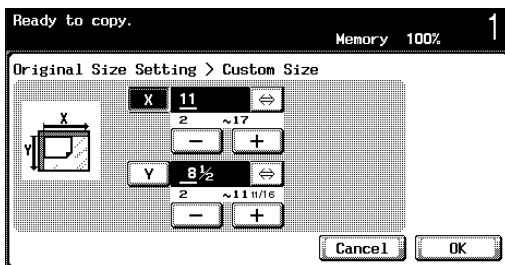 Ready to copy.
Memory 100% 1
Original Size Setting > Custom Size
X 11 ⇔
2 ~17
− +
X
Y
Y 8½ ⇔
2 ~11 11/16
− +
Cancel OK